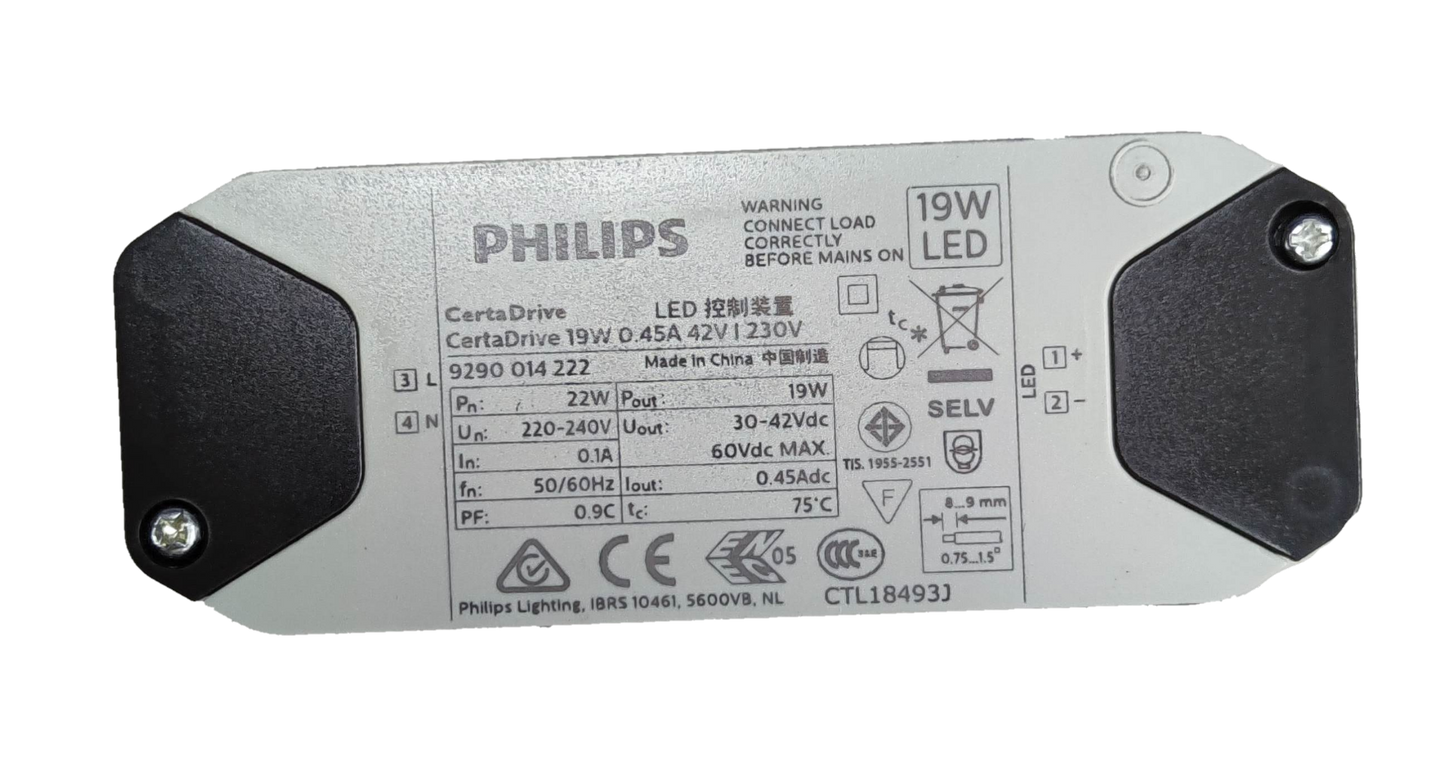 PHILIPS
WARNING
CONNECT LOAD
CORRECTLY
BEFORE MAINS ON
19W
LED
CertaDrive
LED 控制装置
CertaDrive 19W 0.45A 42V I 230V
9290 014 222
Made in China 中国制造
tc*
3 L
4 N
Pn: 22W
Pout: 19W
Un: 220-240V
Uout: 30-42Vdc
60Vdc MAX.
In: 0.1A
fn: 50/60Hz
Iout: 0.45Adc
PF: 0.9C
tc: 75°C
SELV
TIS. 1955-2551
F
8...9 mm
0.75...1.5□
LED
1 +
2 -
CE
ENEC 05
CCC S&E
Philips Lighting, IBRS 10461, 5600VB, NL
CTL18493J